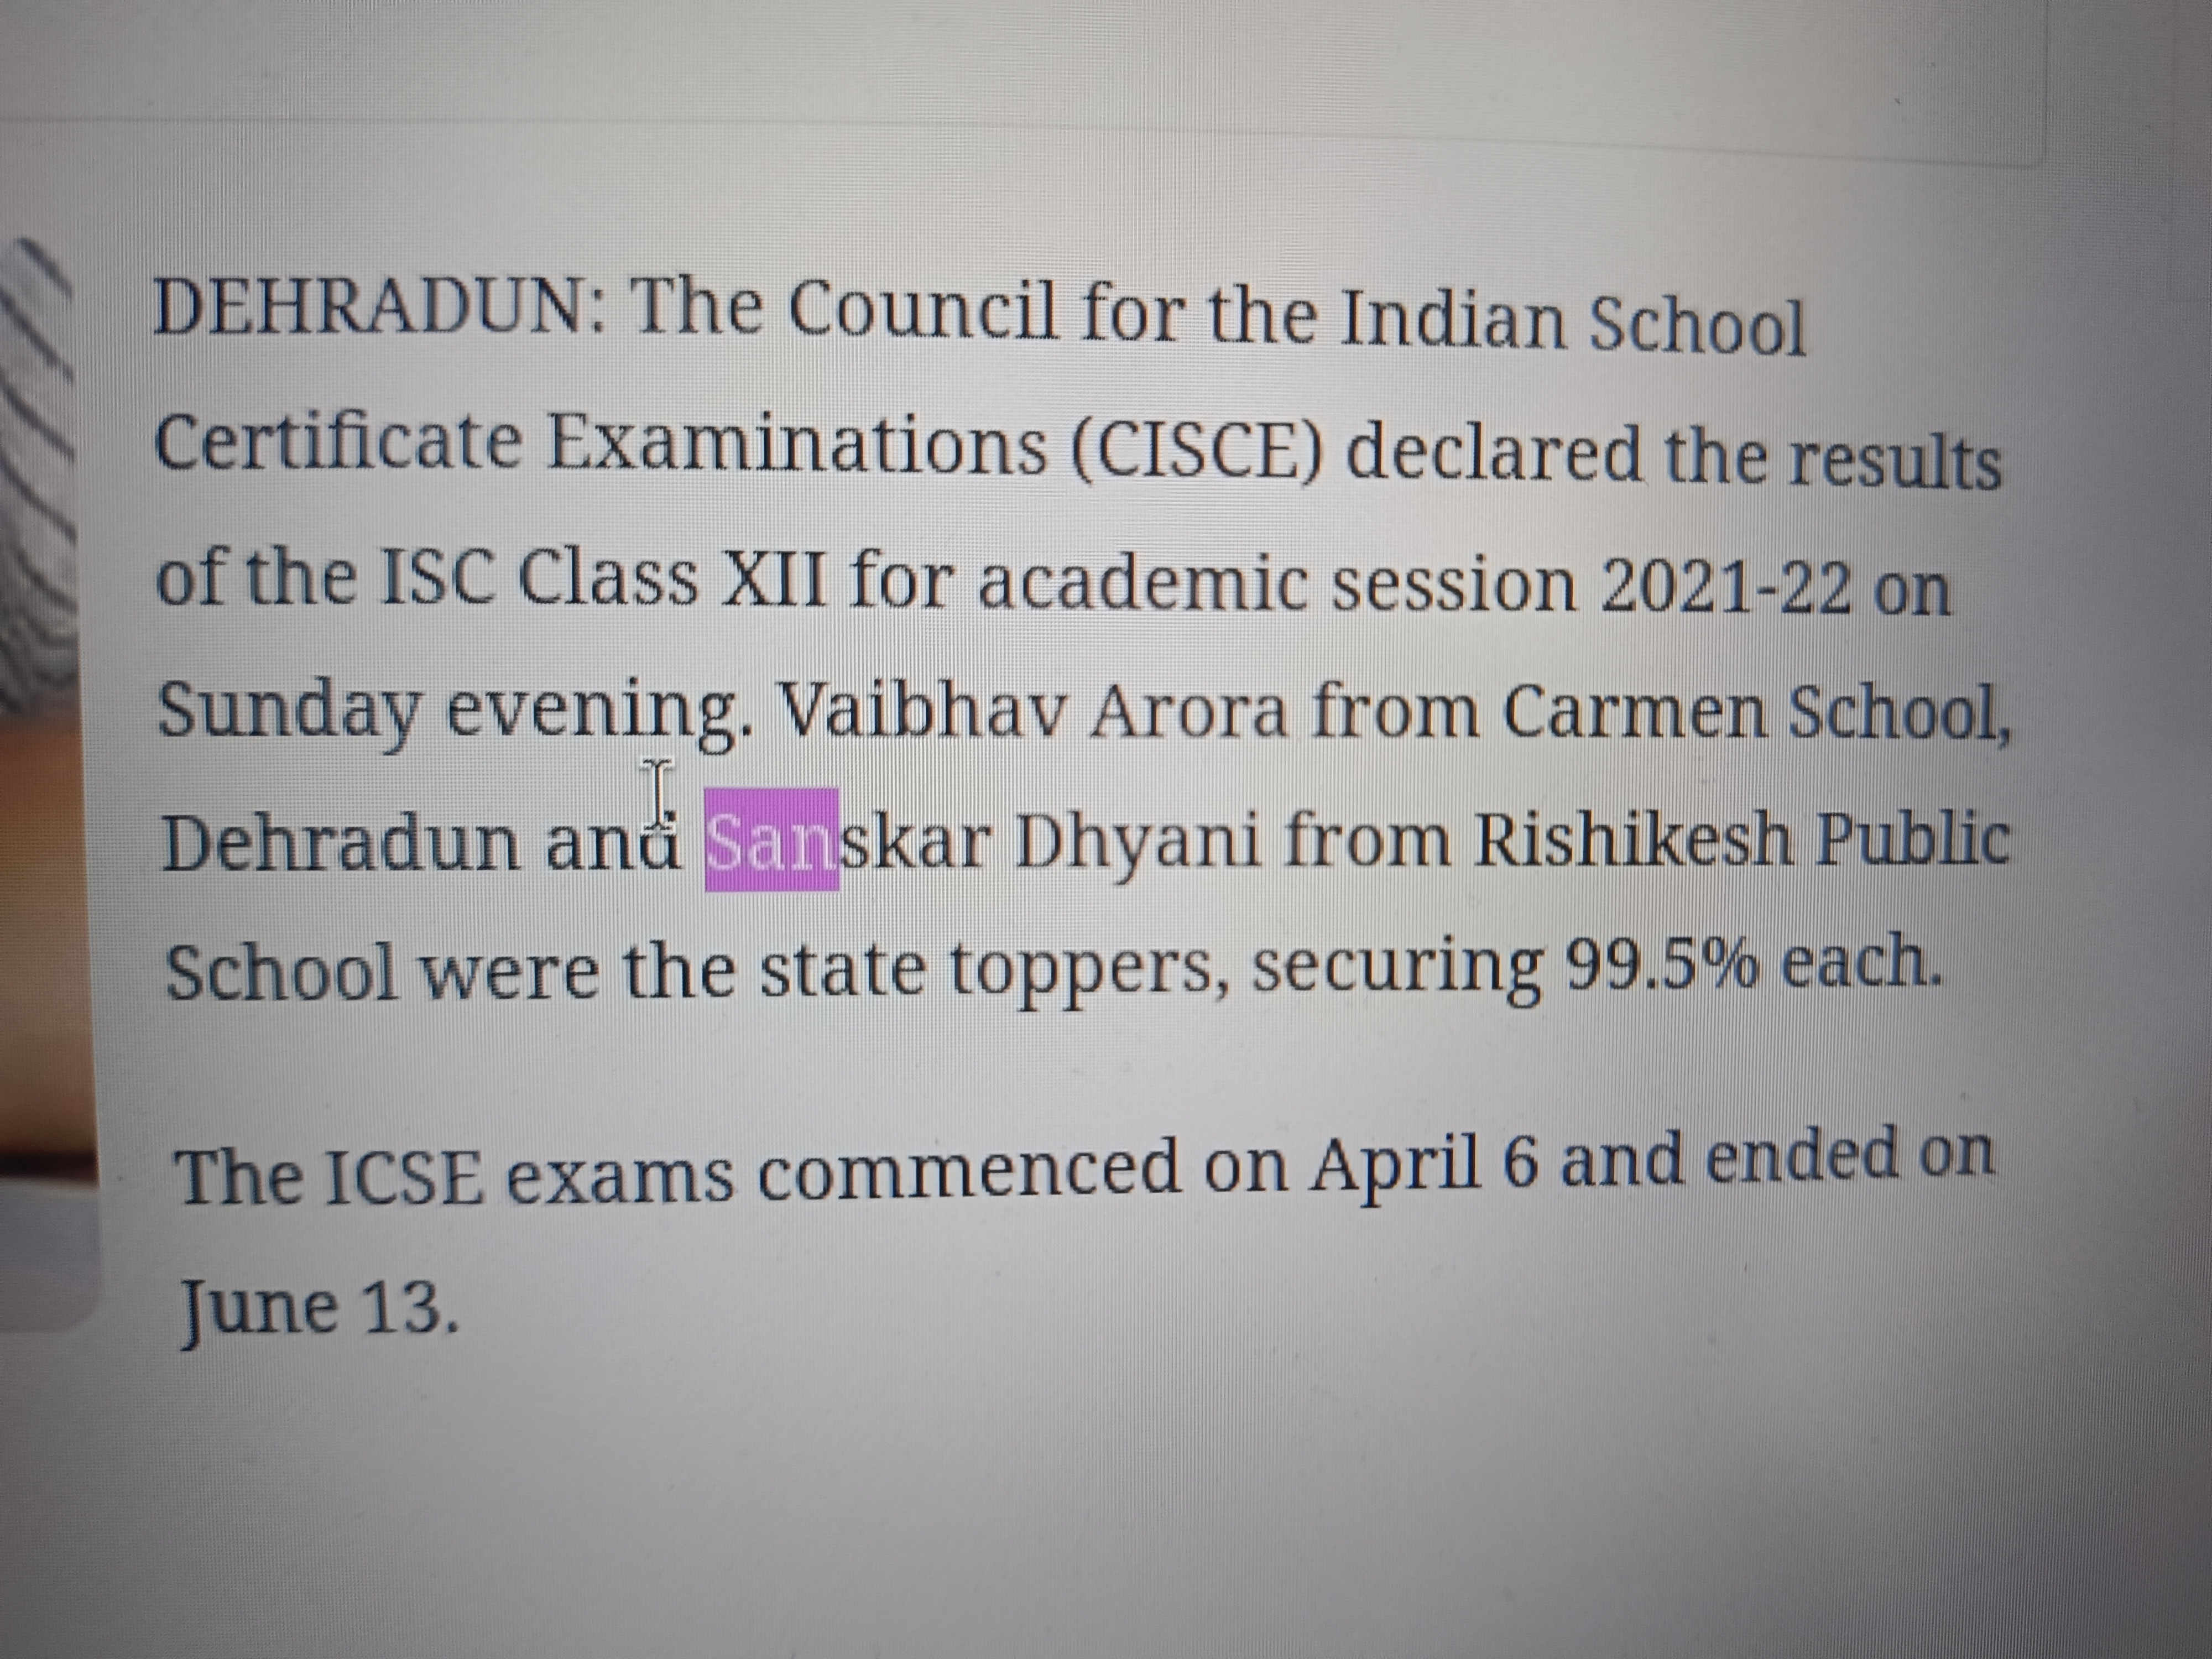 DEHRADUN: The Council for the Indian School
Certificate Examinations (CISCE) declared the results
of the ISC Class XII for academic session 2021-22 on
Sunday evening. Vaibhav Arora from Carmen School,
Dehradun and Sanskar Dhyani from Rishikesh Public
School were the state toppers, securing 99.5% each.
The ICSE exams commenced on April 6 and ended on
June 13.